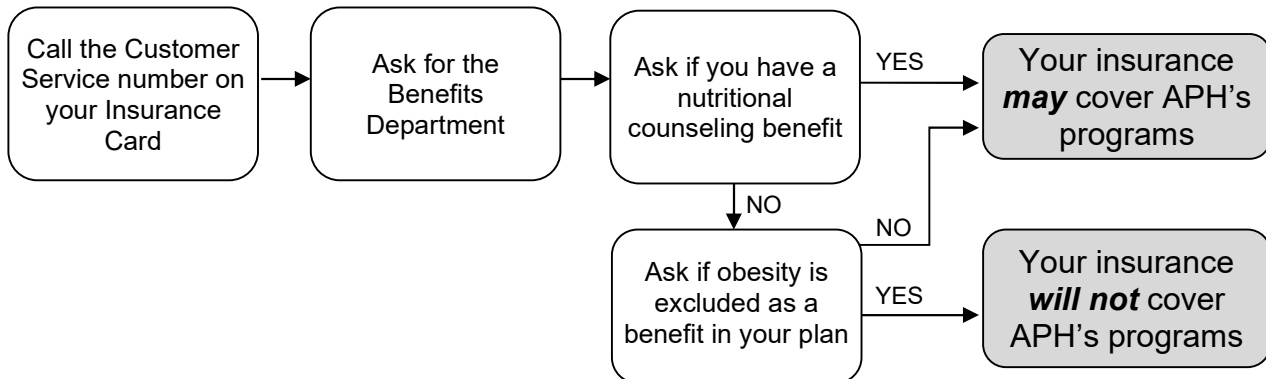 Call the Customer
Service number on
your Insurance
Card
Ask for the
Benefits
Department
Ask if you have a
nutritional
counseling benefit
YES
Your insurance
may cover APH’s
programs
NO
Ask if obesity is
excluded as a
benefit in your plan
NO
YES
Your insurance
will not cover
APH’s programs